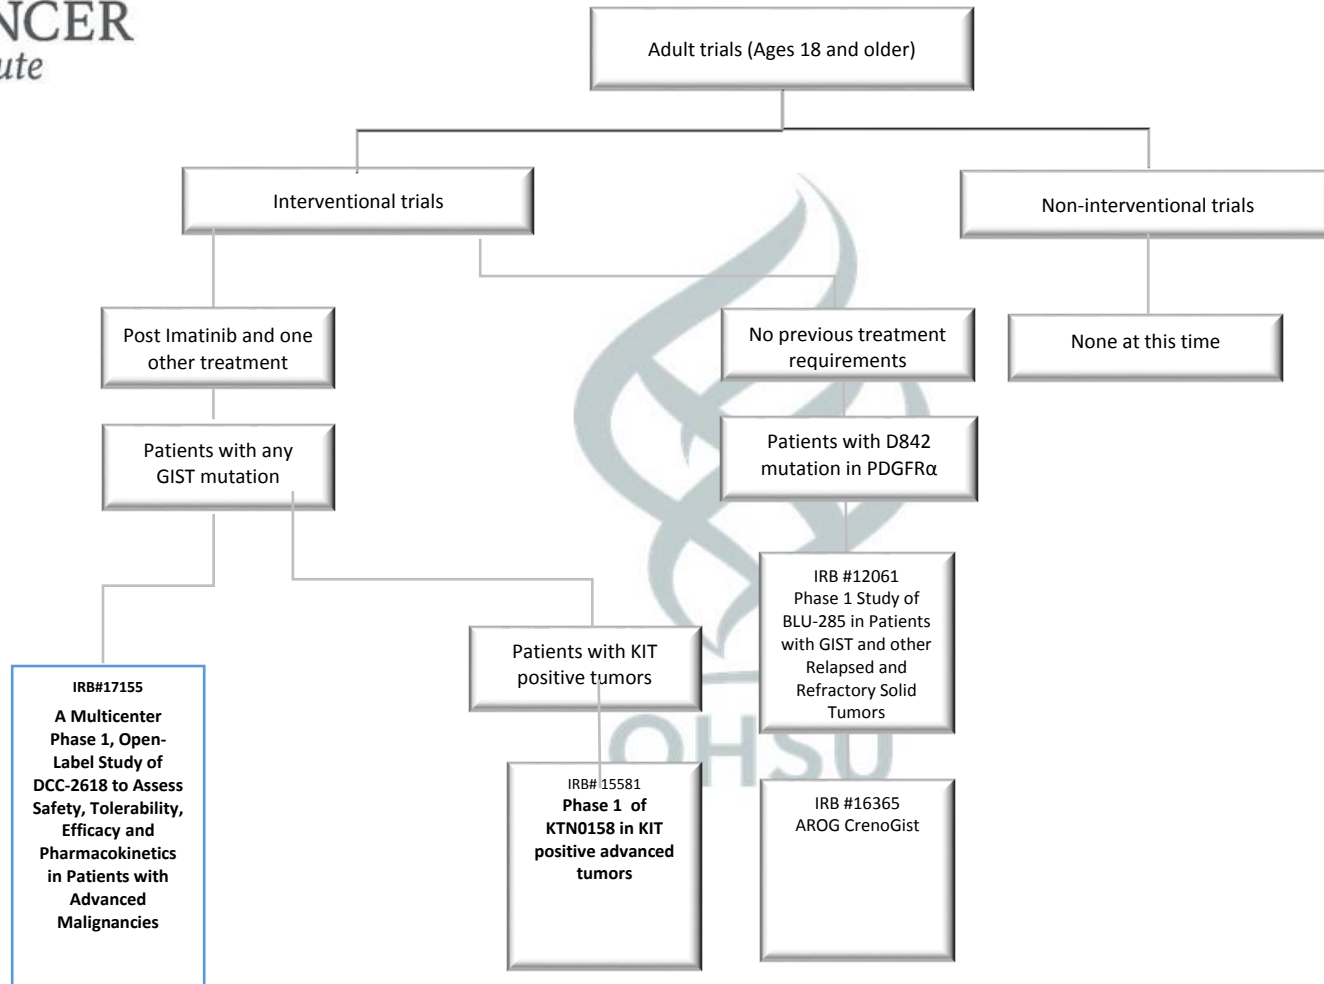 NCER
ute
Adult trials (Ages 18 and older)
Interventional trials
Non-interventional trials
Post Imatinib and one
other treatment
No previous treatment
requirements
None at this time
Patients with any
GIST mutation
Patients with D842
mutation in PDGFRα
IRB #12061
Phase 1 Study of
BLU-285 in Patients
with GIST and other
Relapsed and
Refractory Solid
Tumors
Patients with KIT
positive tumors
IRB#17155
A Multicenter
Phase 1, Open-
Label Study of
DCC-2618 to Assess
Safety, Tolerability,
Efficacy and
Pharmacokinetics
in Patients with
Advanced
Malignancies
OHSU
IRB# 15581
Phase 1 of
KTN0158 in KIT
positive advanced
tumors
IRB #16365
AROG CrenoGist